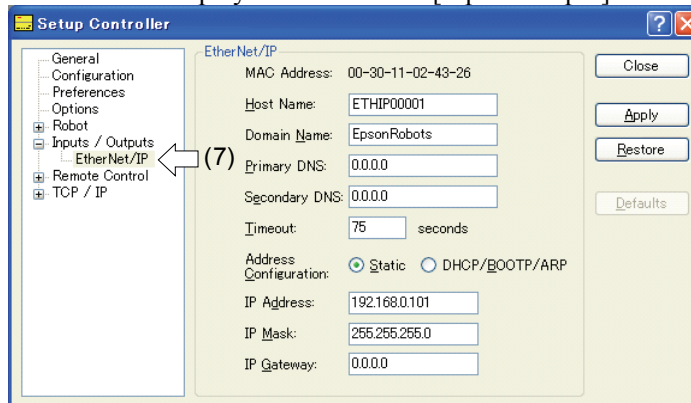 Setup Controller
General
Configuration
Preferences
Options
Robot
Inputs / Outputs
EtherNet/IP
Remote Control
TCP / IP
(7)
EtherNet/IP
MAC Address: 00-30-11-02-43-26
Host Name: ETHIP00001
Domain Name: EpsonRobots
Primary DNS: 0.0.0.0
Secondary DNS: 0.0.0.0
Timeout: 75 seconds
Address
Configuration: Static DHCP/BOOTP/ARP
IP Address: 192.168.0.101
IP Mask: 255.255.255.0
IP Gateway: 0.0.0.0
Close
Apply
Restore
Defaults